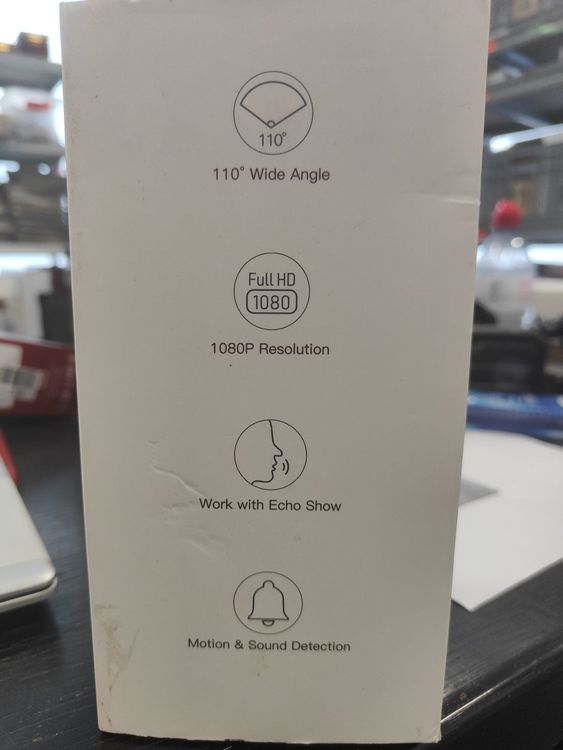 110°
110° Wide Angle
Full HD
1080
1080P Resolution
Work with Echo Show
Motion & Sound Detection